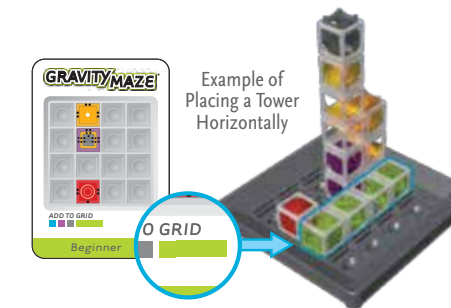 GRAVITY MAZE
Example of
Placing a Tower
Horizontally
ADD TO GRID
Beginner
O GRID